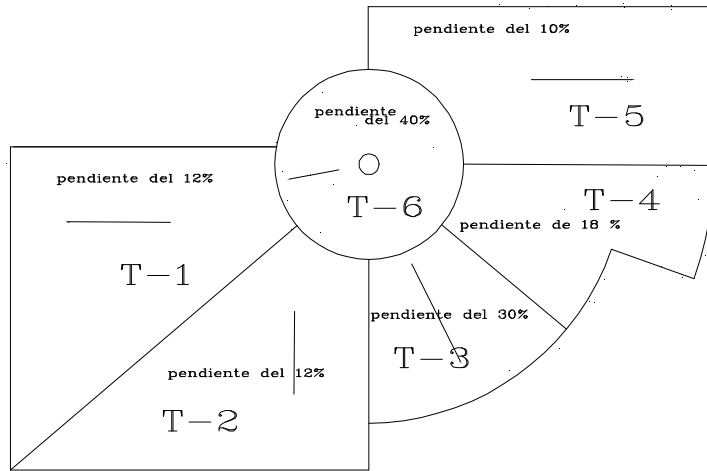 pendiente del 10%
T-5
pendiente
del 40%
T-6
pendiente del 12%
T-1
T-4
pendiente de 18 %
pendiente del 30%
T-3
pendiente del 12%
T-2